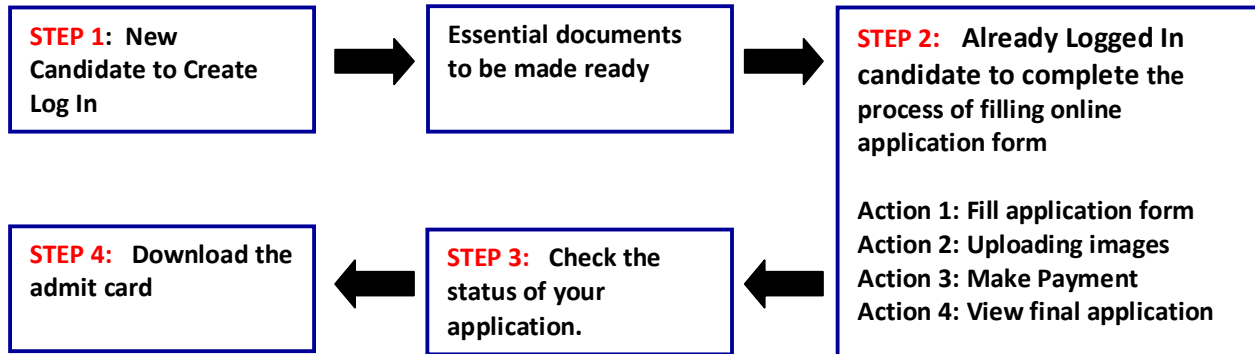 STEP 1: New
Candidate to Create
Log In
Essential documents
to be made ready
STEP 2: Already Logged In
candidate to complete the
process of filling online
application form
Action 1: Fill application form
Action 2: Uploading images
Action 3: Make Payment
Action 4: View final application
STEP 3: Check the
status of your
application.
STEP 4: Download the
admit card